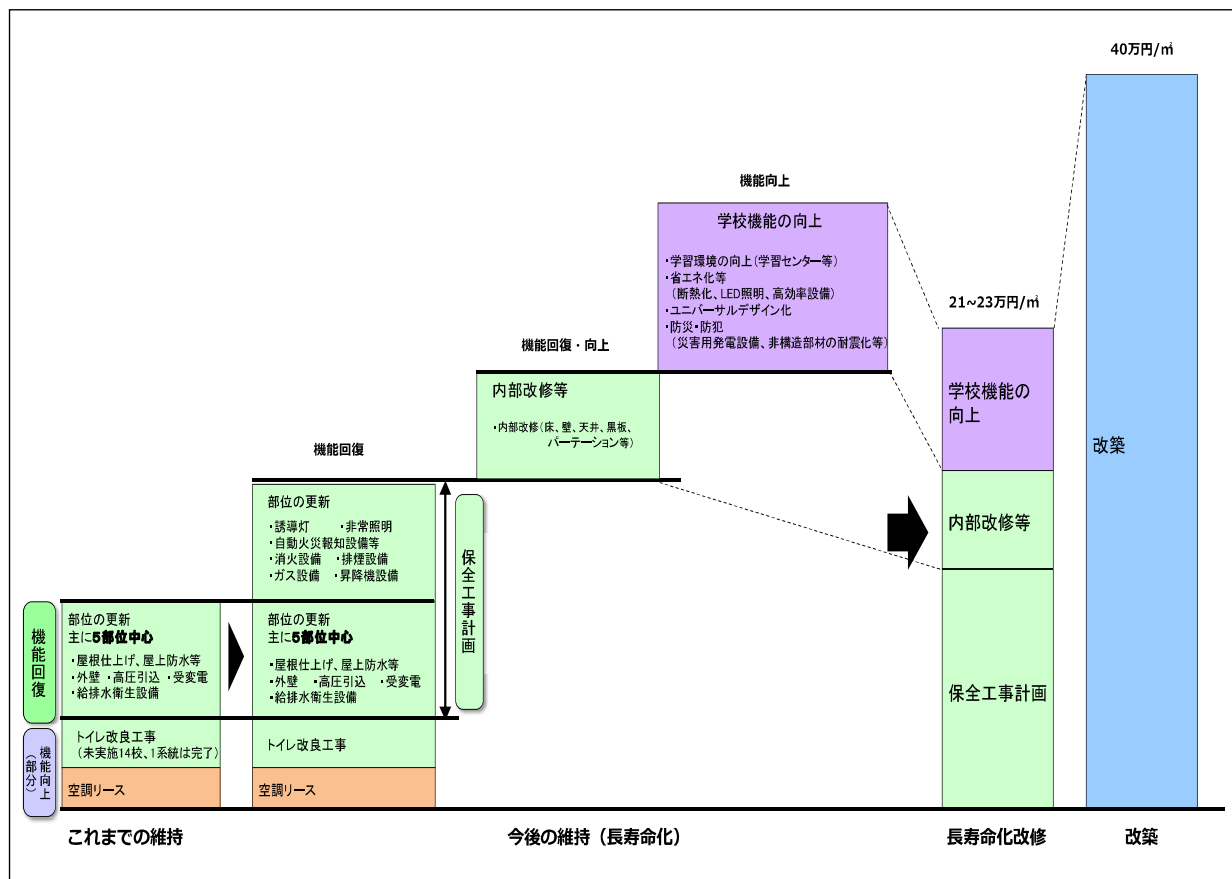 40万円/㎡
機能向上
学校機能の向上
・学習環境の向上(学習センター等)
・省エネ化等
(断熱化、LED照明、高効率設備)
・ユニバーサルデザイン化
・防災・防犯
(災害用発電設備、非構造部材の耐震化等)
21~23万円/㎡
機能回復・向上
内部改修等
・内部改修(床、壁、天井、黒板、
パーテーション等)
学校機能の
向上
改築
機能回復
部位の更新
・誘導灯 ・非常照明
・自動火災報知設備等
・消火設備 ・排煙設備
・ガス設備 ・昇降機設備
保全工事計画
内部改修等
機能回復
部位の更新
主に5部位中心
・屋根仕上げ、屋上防水等
・外壁 ・高圧引込 ・受変電
・給排水衛生設備
部位の更新
主に5部位中心
・屋根仕上げ、屋上防水等
・外壁 ・高圧引込 ・受変電
・給排水衛生設備
保全工事計画
機能向上
(部分)
トイレ改良工事
(未実施14校、1系統は完了)
トイレ改良工事
空調リース
空調リース
これまでの維持
今後の維持(長寿命化)
長寿命化改修
改築